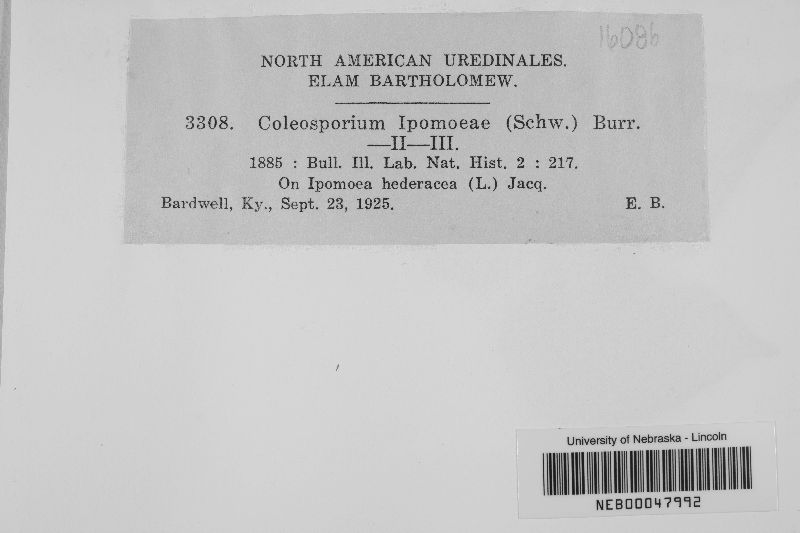 16086
NORTH AMERICAN UREDINALES.
ELAM BARTHOLOMEW.
3308. Coleosporium Ipomoeae (Schw.) Burr.
—II—III.
1885 : Bull. Ill. Lab. Nat. Hist. 2 : 217.
On Ipomoea hederacea (L.) Jacq.
Bardwell, Ky., Sept. 23, 1925. E. B.
University of Nebraska - Lincoln
NEB00047992